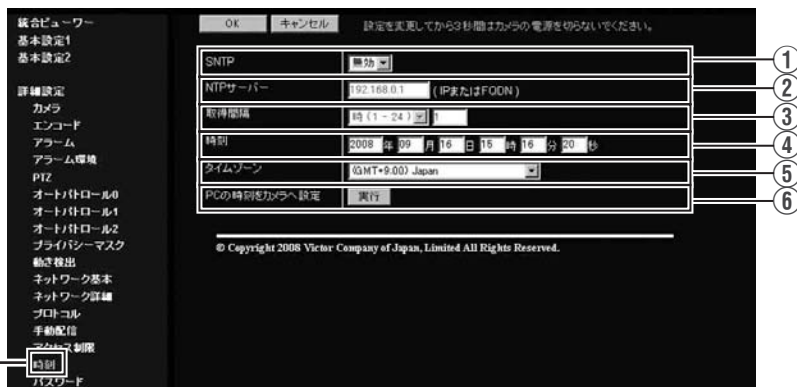 統合ビューワー
基本設定1
基本設定2
詳細設定
カメラ
エンコード
アラーム
アラーム環境
PTZ
オートパトロール0
オートパトロール1
オートパトロール2
プライバシーマスク
動き検出
ネットワーク基本
ネットワーク詳細
プロトコル
手動配信
アクセス制限
時刻
パスワード
OK キャンセル 設定を変更してから3秒間はカメラの電源を切らないでください。
SNTP 無効 ①
NTPサーバー 192.168.0.1 (IPまたはFQDN) ②
取得間隔 時(1-24) 1 ③
時刻 2008 年 09 月 16 日 15 時 16 分 20 秒 ④
タイムゾーン (GMT+9.00) Japan ⑤
PCの時刻をカメラへ設定 実行 ⑥
© Copyright 2008 Victor Company of Japan, Limited All Rights Reserved.